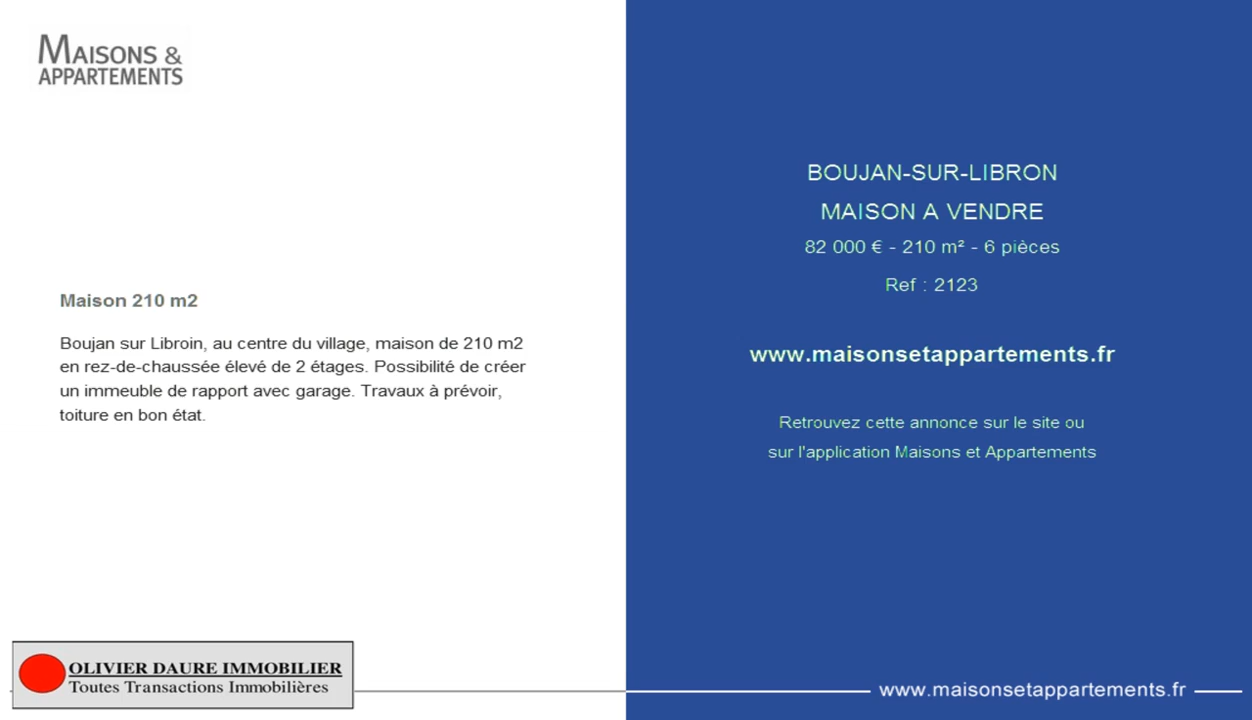 MAISONS &
APPARTEMENTS
Maison 210 m2
Boujan sur Libroin, au centre du village, maison de 210 m2
en rez-de-chaussée élevé de 2 étages. Possibilité de créer
un immeuble de rapport avec garage. Travaux à prévoir,
toiture en bon état.
OLIVIER DAURE IMMOBILIER
Toutes Transactions Immobilières
BOUJAN-SUR-LIBRON
MAISON A VENDRE
82 000 € - 210 m² - 6 pièces
Ref : 2123
www.maisonsetappartements.fr
Retrouvez cette annonce sur le site ou
sur l'application Maisons et Appartements
www.maisonsetappartements.fr